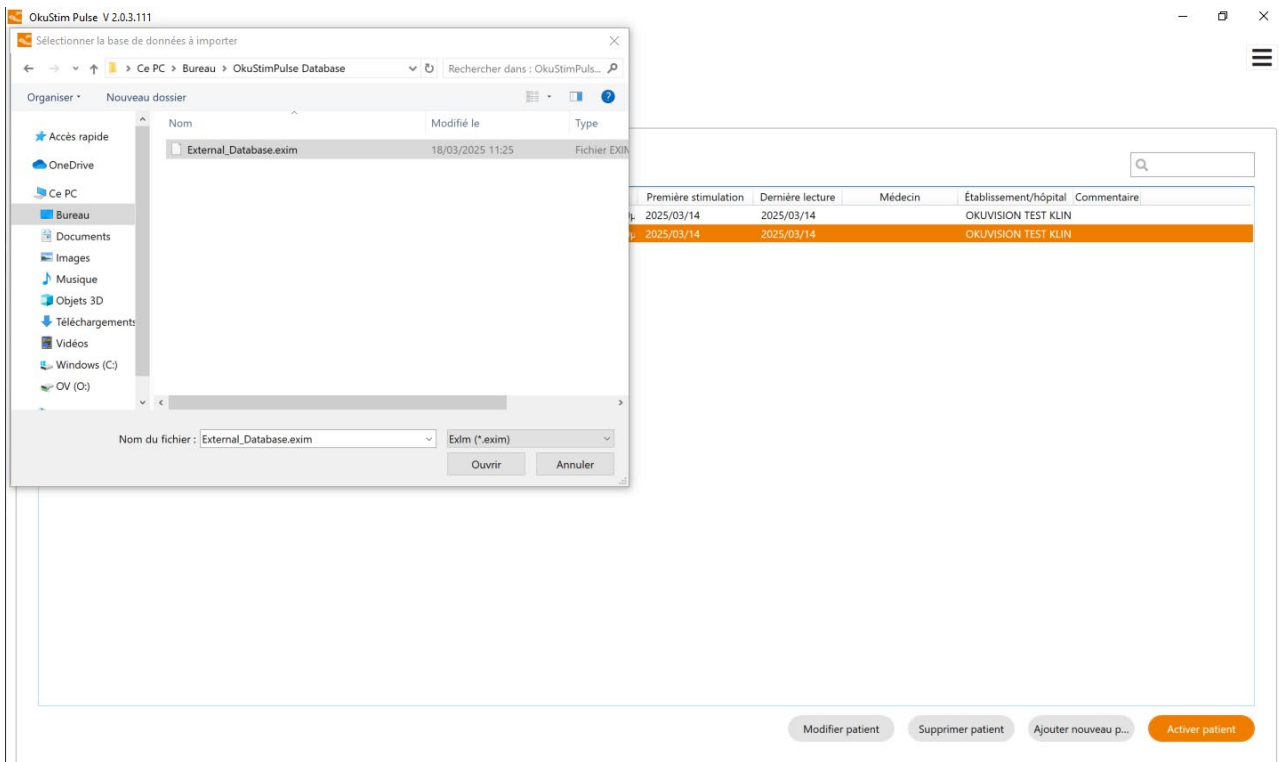 OkuStim Pulse V 2.0.3.111
Sélectionner la base de données à importer
Ce PC > Bureau > OkuStimPulse Database
Rechercher dans : OkuStimPuls...
Organiser Nouveau dossier
Nom Modifié le Type
External_Database.exim 18/03/2025 11:25 Fichier EXIM
Accès rapide
OneDrive
Ce PC
Bureau
Documents
Images
Musique
Objets 3D
Téléchargements
Vidéos
Windows (C:)
OV (O:)
Nom du fichier : External_Database.exim
ExIm (*.exim)
Ouvrir Annuler
Première stimulation Dernière lecture Médecin Établissement/hôpital Commentaire
2025/03/14 2025/03/14 OKUVISION TEST KLIN
2025/03/14 2025/03/14 OKUVISION TEST KLIN
Modifier patient Supprimer patient Ajouter nouveau p... Activer patient